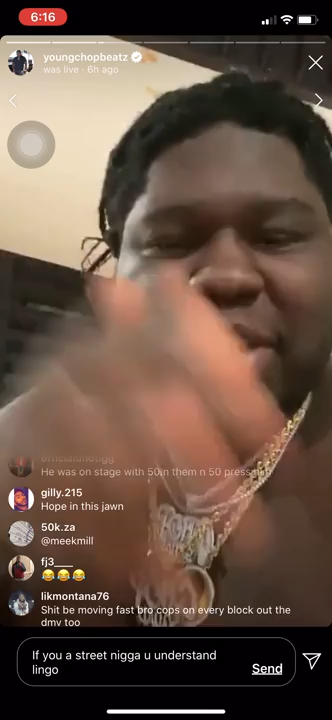 6:16
youngchopbeatz
was live · 6h ago
He was on stage with 50in them n 50 press him
gilly.215
Hope in this jawn
50k.za
@meekmill
fj3___
😂😂😂
likmontana76
Shit be moving fast bro cops on every block out the
dmv too
If you a street nigga u understand
lingo
Send